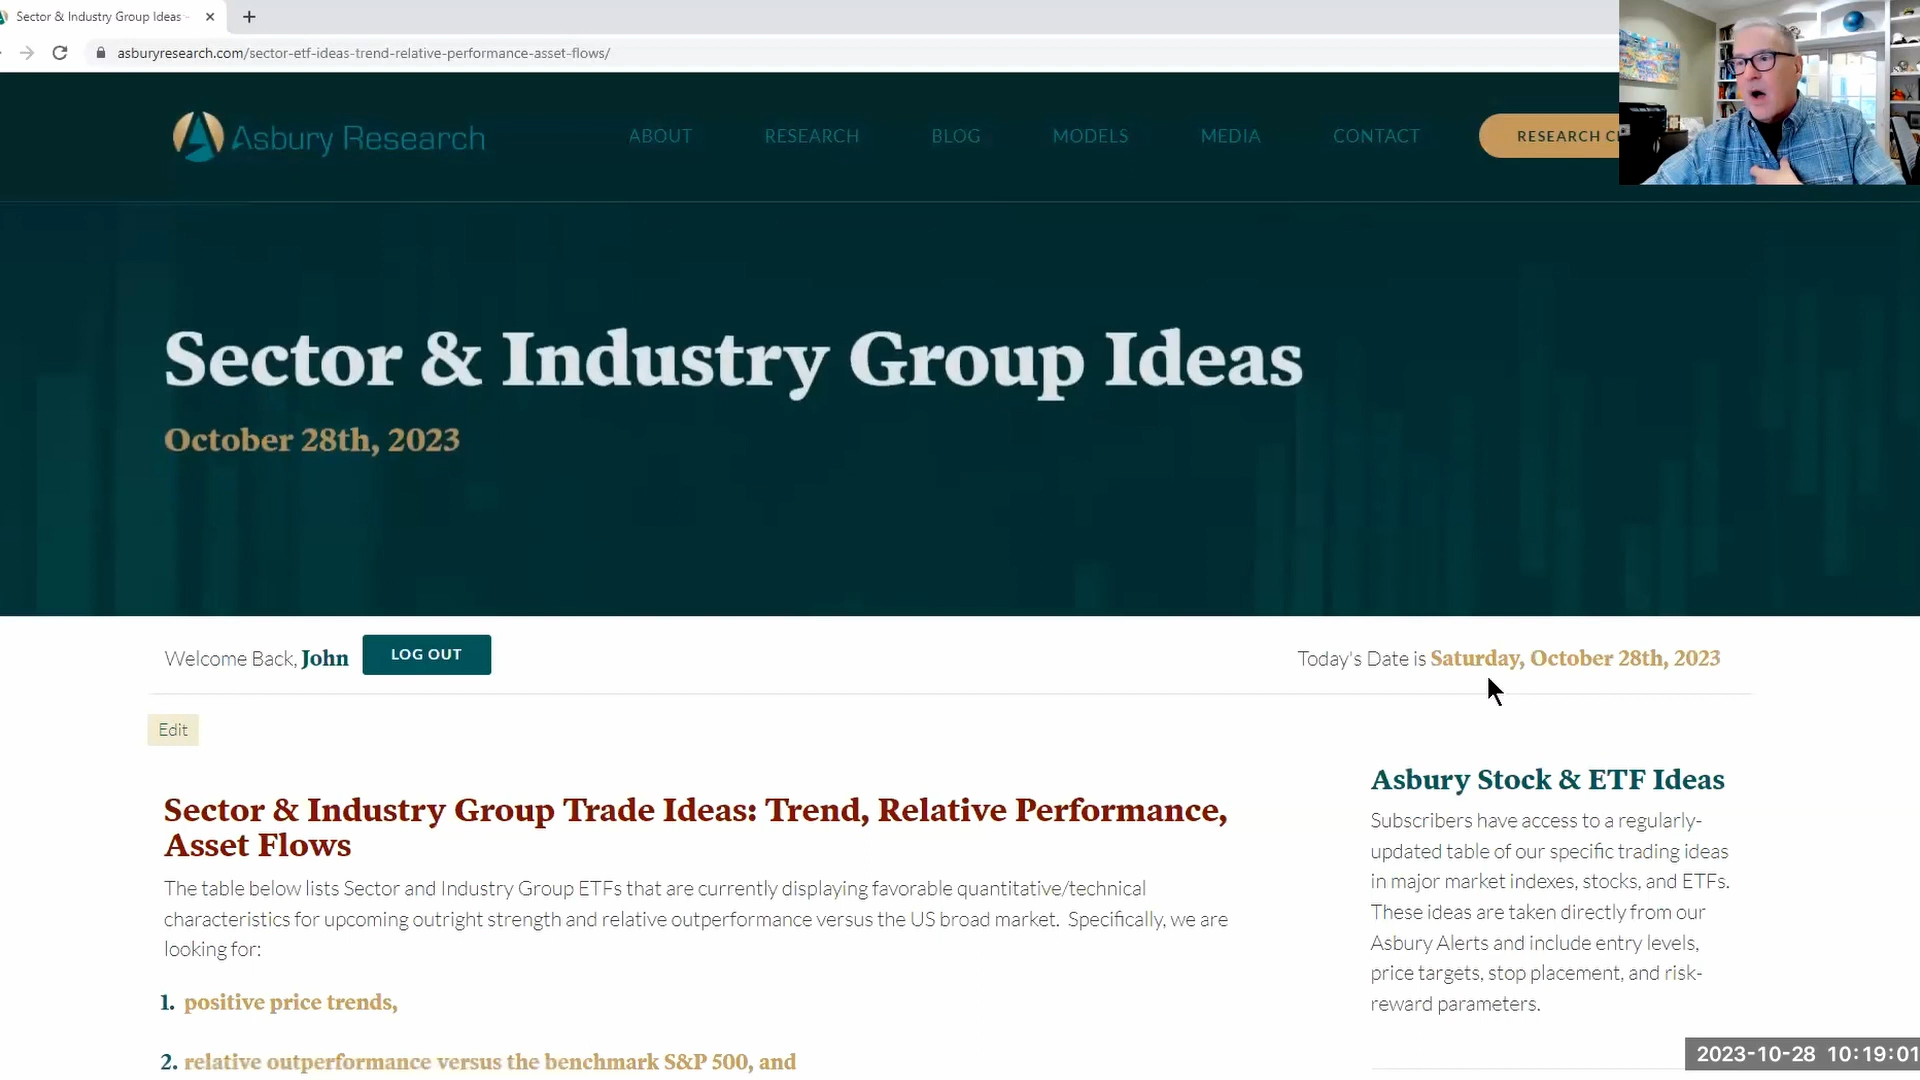 Sector & Industry Group Ideas -
asburyresearch.com/sector-etf-ideas-trend-relative-performance-asset-flows/
Asbury Research
ABOUT
RESEARCH
BLOG
MODELS
MEDIA
CONTACT
RESEARCH
Sector & Industry Group Ideas
October 28th, 2023
Welcome Back, John
LOG OUT
Today's Date is Saturday, October 28th, 2023
Edit
Sector & Industry Group Trade Ideas: Trend, Relative Performance,
Asset Flows
The table below lists Sector and Industry Group ETFs that are currently displaying favorable quantitative/technical
characteristics for upcoming outright strength and relative outperformance versus the US broad market.  Specifically, we are
looking for:
1. positive price trends,
2. relative outperformance versus the benchmark S&P 500, and
Asbury Stock & ETF Ideas
Subscribers have access to a regularly-
updated table of our specific trading ideas
in major market indexes, stocks, and ETFs.
These ideas are taken directly from our
Asbury Alerts and include entry levels,
price targets, stop placement, and risk-
reward parameters.
2023-10-28 10:19:01